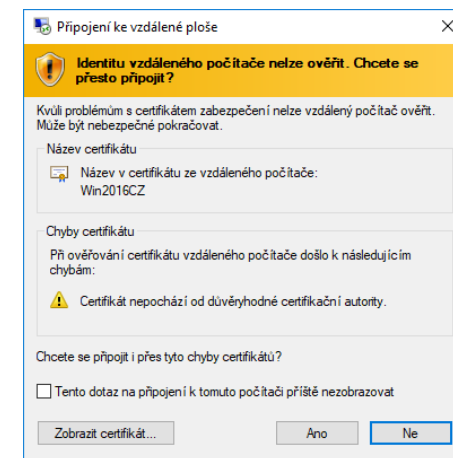 Připojení ke vzdálené ploše
Identitu vzdáleného počítače nelze ověřit. Chcete se
přesto připojit?
Kvůli problémům s certifikátem zabezpečení nelze vzdálený počítač ověřit.
Může být nebezpečné pokračovat.
Název certifikátu
Název v certifikátu ze vzdáleného počítače:
Win2016CZ
Chyby certifikátu
Při ověřování certifikátu vzdáleného počítače došlo k následujícím
chybám:
Certifikát nepochází od důvěryhodné certifikační autority.
Chcete se připojit i přes tyto chyby certifikátů?
Tento dotaz na připojení k tomuto počítači příště nezobrazovat
Zobrazit certifikát...
Ano
Ne